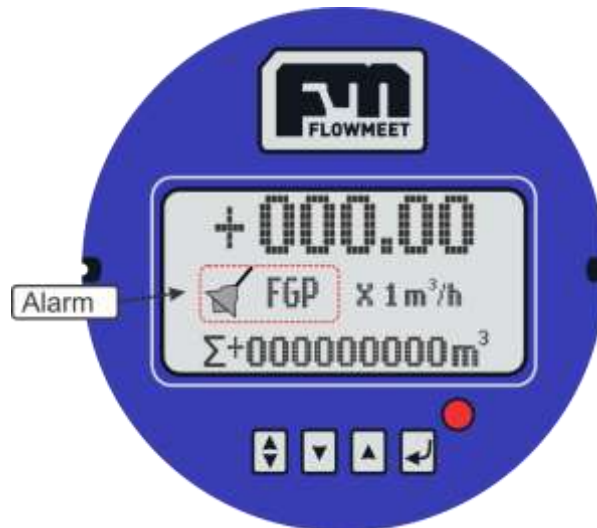 FLOWMEET
+000.00
Alarm
FGP X 1 m³/h
Σ+000000000m³